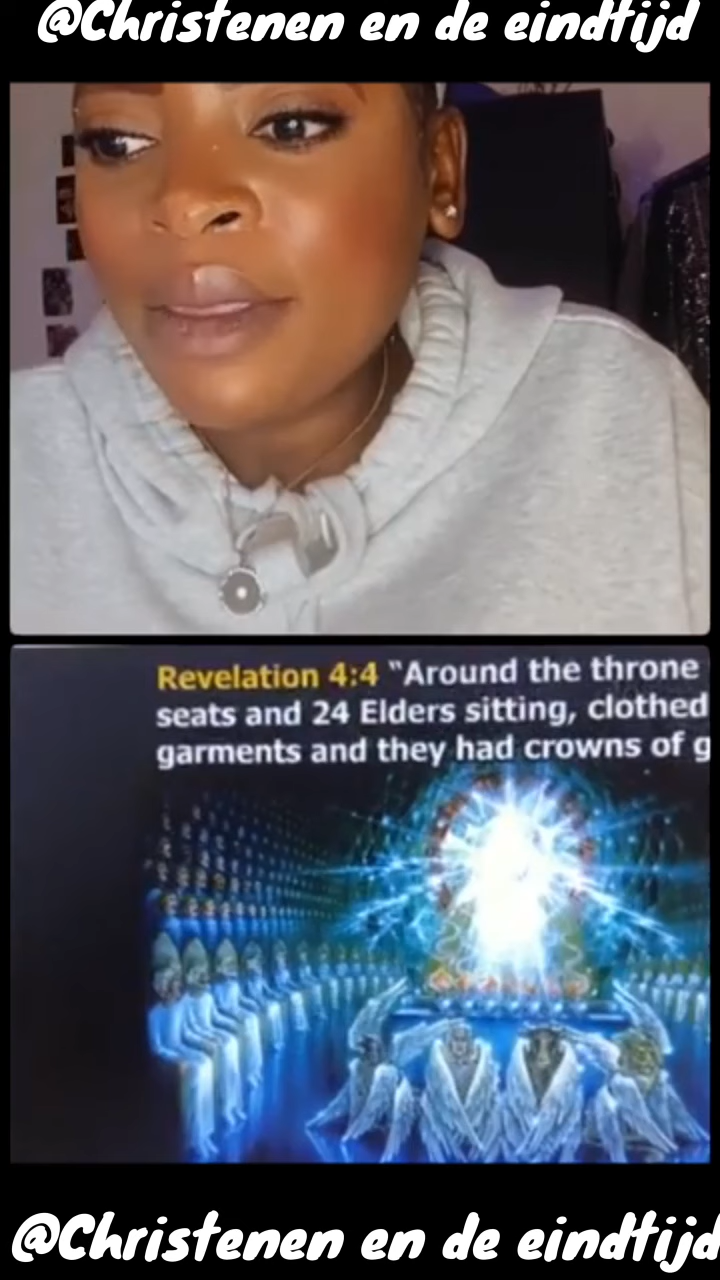 @Christenen en de eindtijd
Revelation 4:4 "Around the throne
seats and 24 Elders sitting, clothed
garments and they had crowns of g
@Christenen en de eindtijd